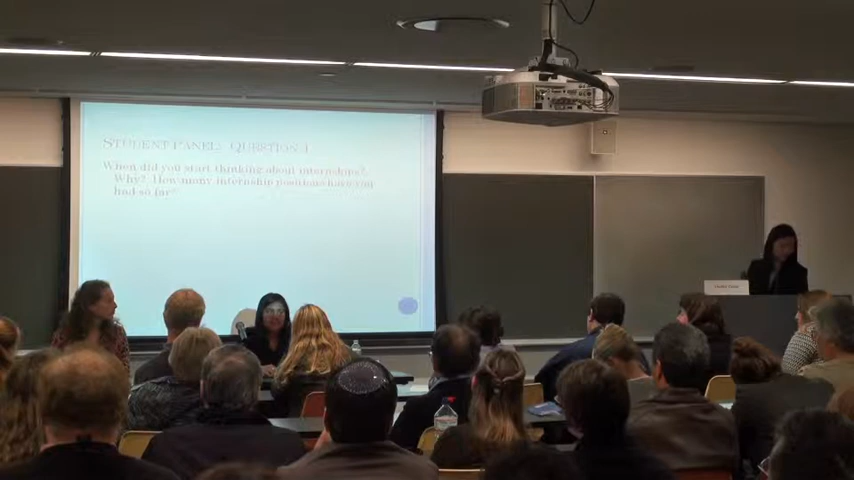 STUDENT PANEL: QUESTION 1
When did you start thinking about internships?
Why? How many internship positions have you
had so far?